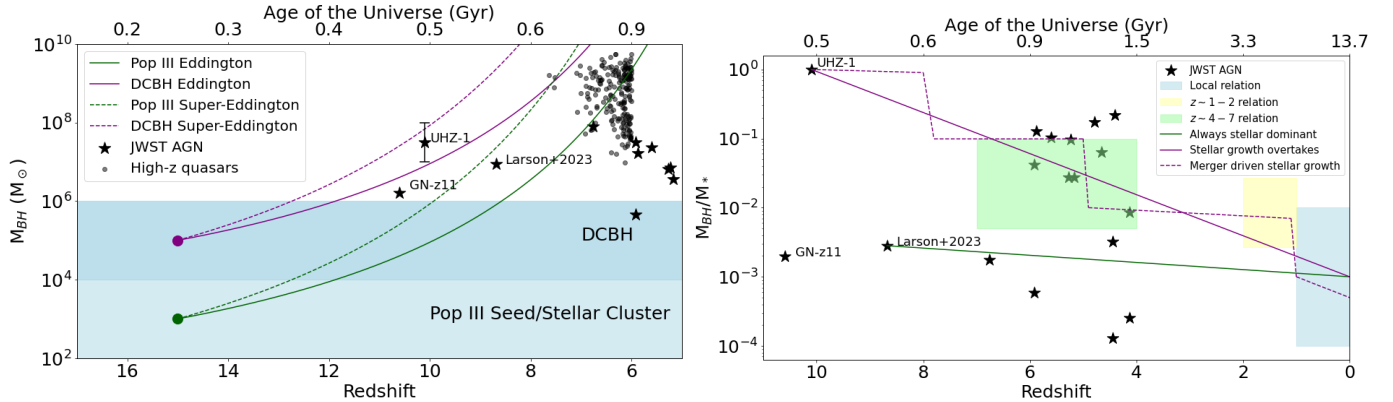 Age of the Universe (Gyr)
0.2 0.3 0.4 0.5 0.6 0.9
10^10
10^8
10^6
10^4
10^2
M_BH (M_⊙)
Pop III Eddington
DCBH Eddington
Pop III Super-Eddington
DCBH Super-Eddington
JWST AGN
High-z quasars
UHZ-1
Larson+2023
GN-z11
DCBH
Pop III Seed/Stellar Cluster
16 14 12 10 8 6
Redshift
Age of the Universe (Gyr)
0.5 0.6 0.9 1.5 3.3 13.7
10^0
10^-1
10^-2
10^-3
10^-4
M_BH/M_*
UHZ-1
JWST AGN
Local relation
z ~ 1 - 2 relation
z ~ 4 - 7 relation
Always stellar dominant
Stellar growth overtakes
Merger driven stellar growth
Larson+2023
GN-z11
10 8 6 4 2 0
Redshift